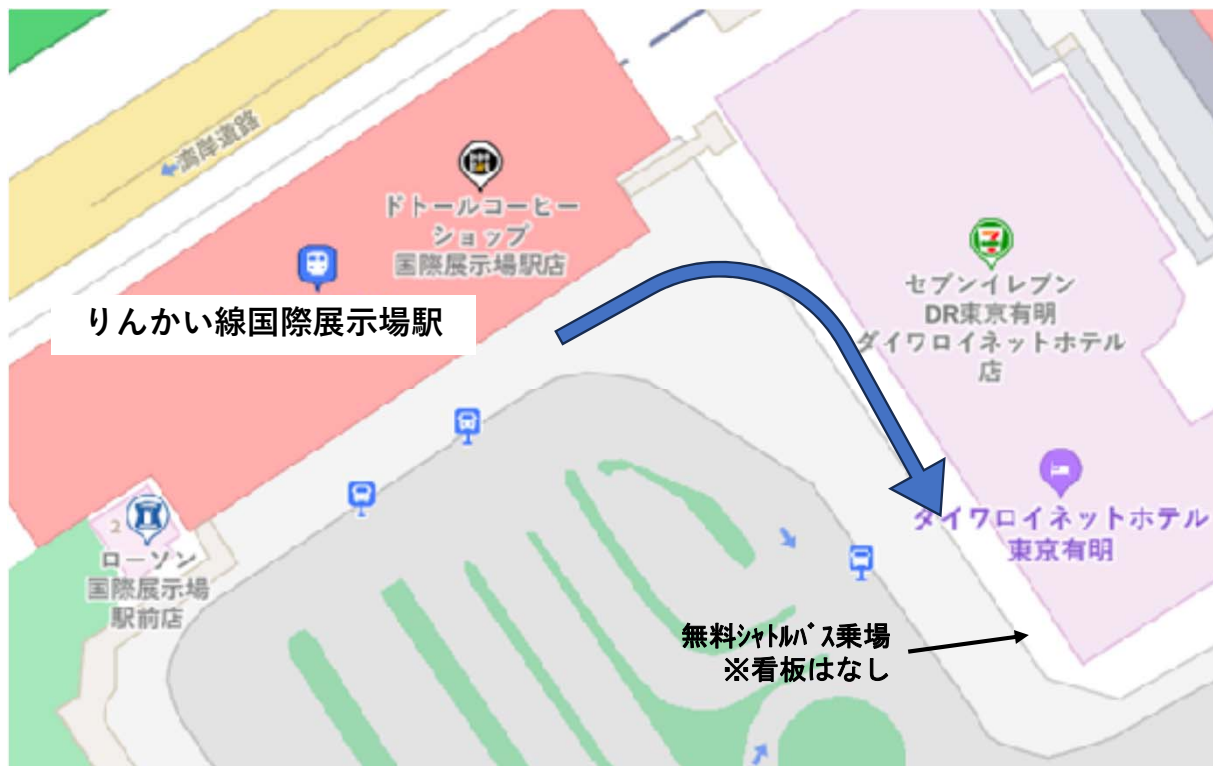 湾岸道路
ドトールコーヒー
ショップ
国際展示場駅店
りんかい線国際展示場駅
セブンイレブン
DR東京有明
ダイワロイネットホテル
店
ダイワロイネットホテル
東京有明
2
ローソン
国際展示場
駅前店
無料シャトルバス乗場
※看板はなし